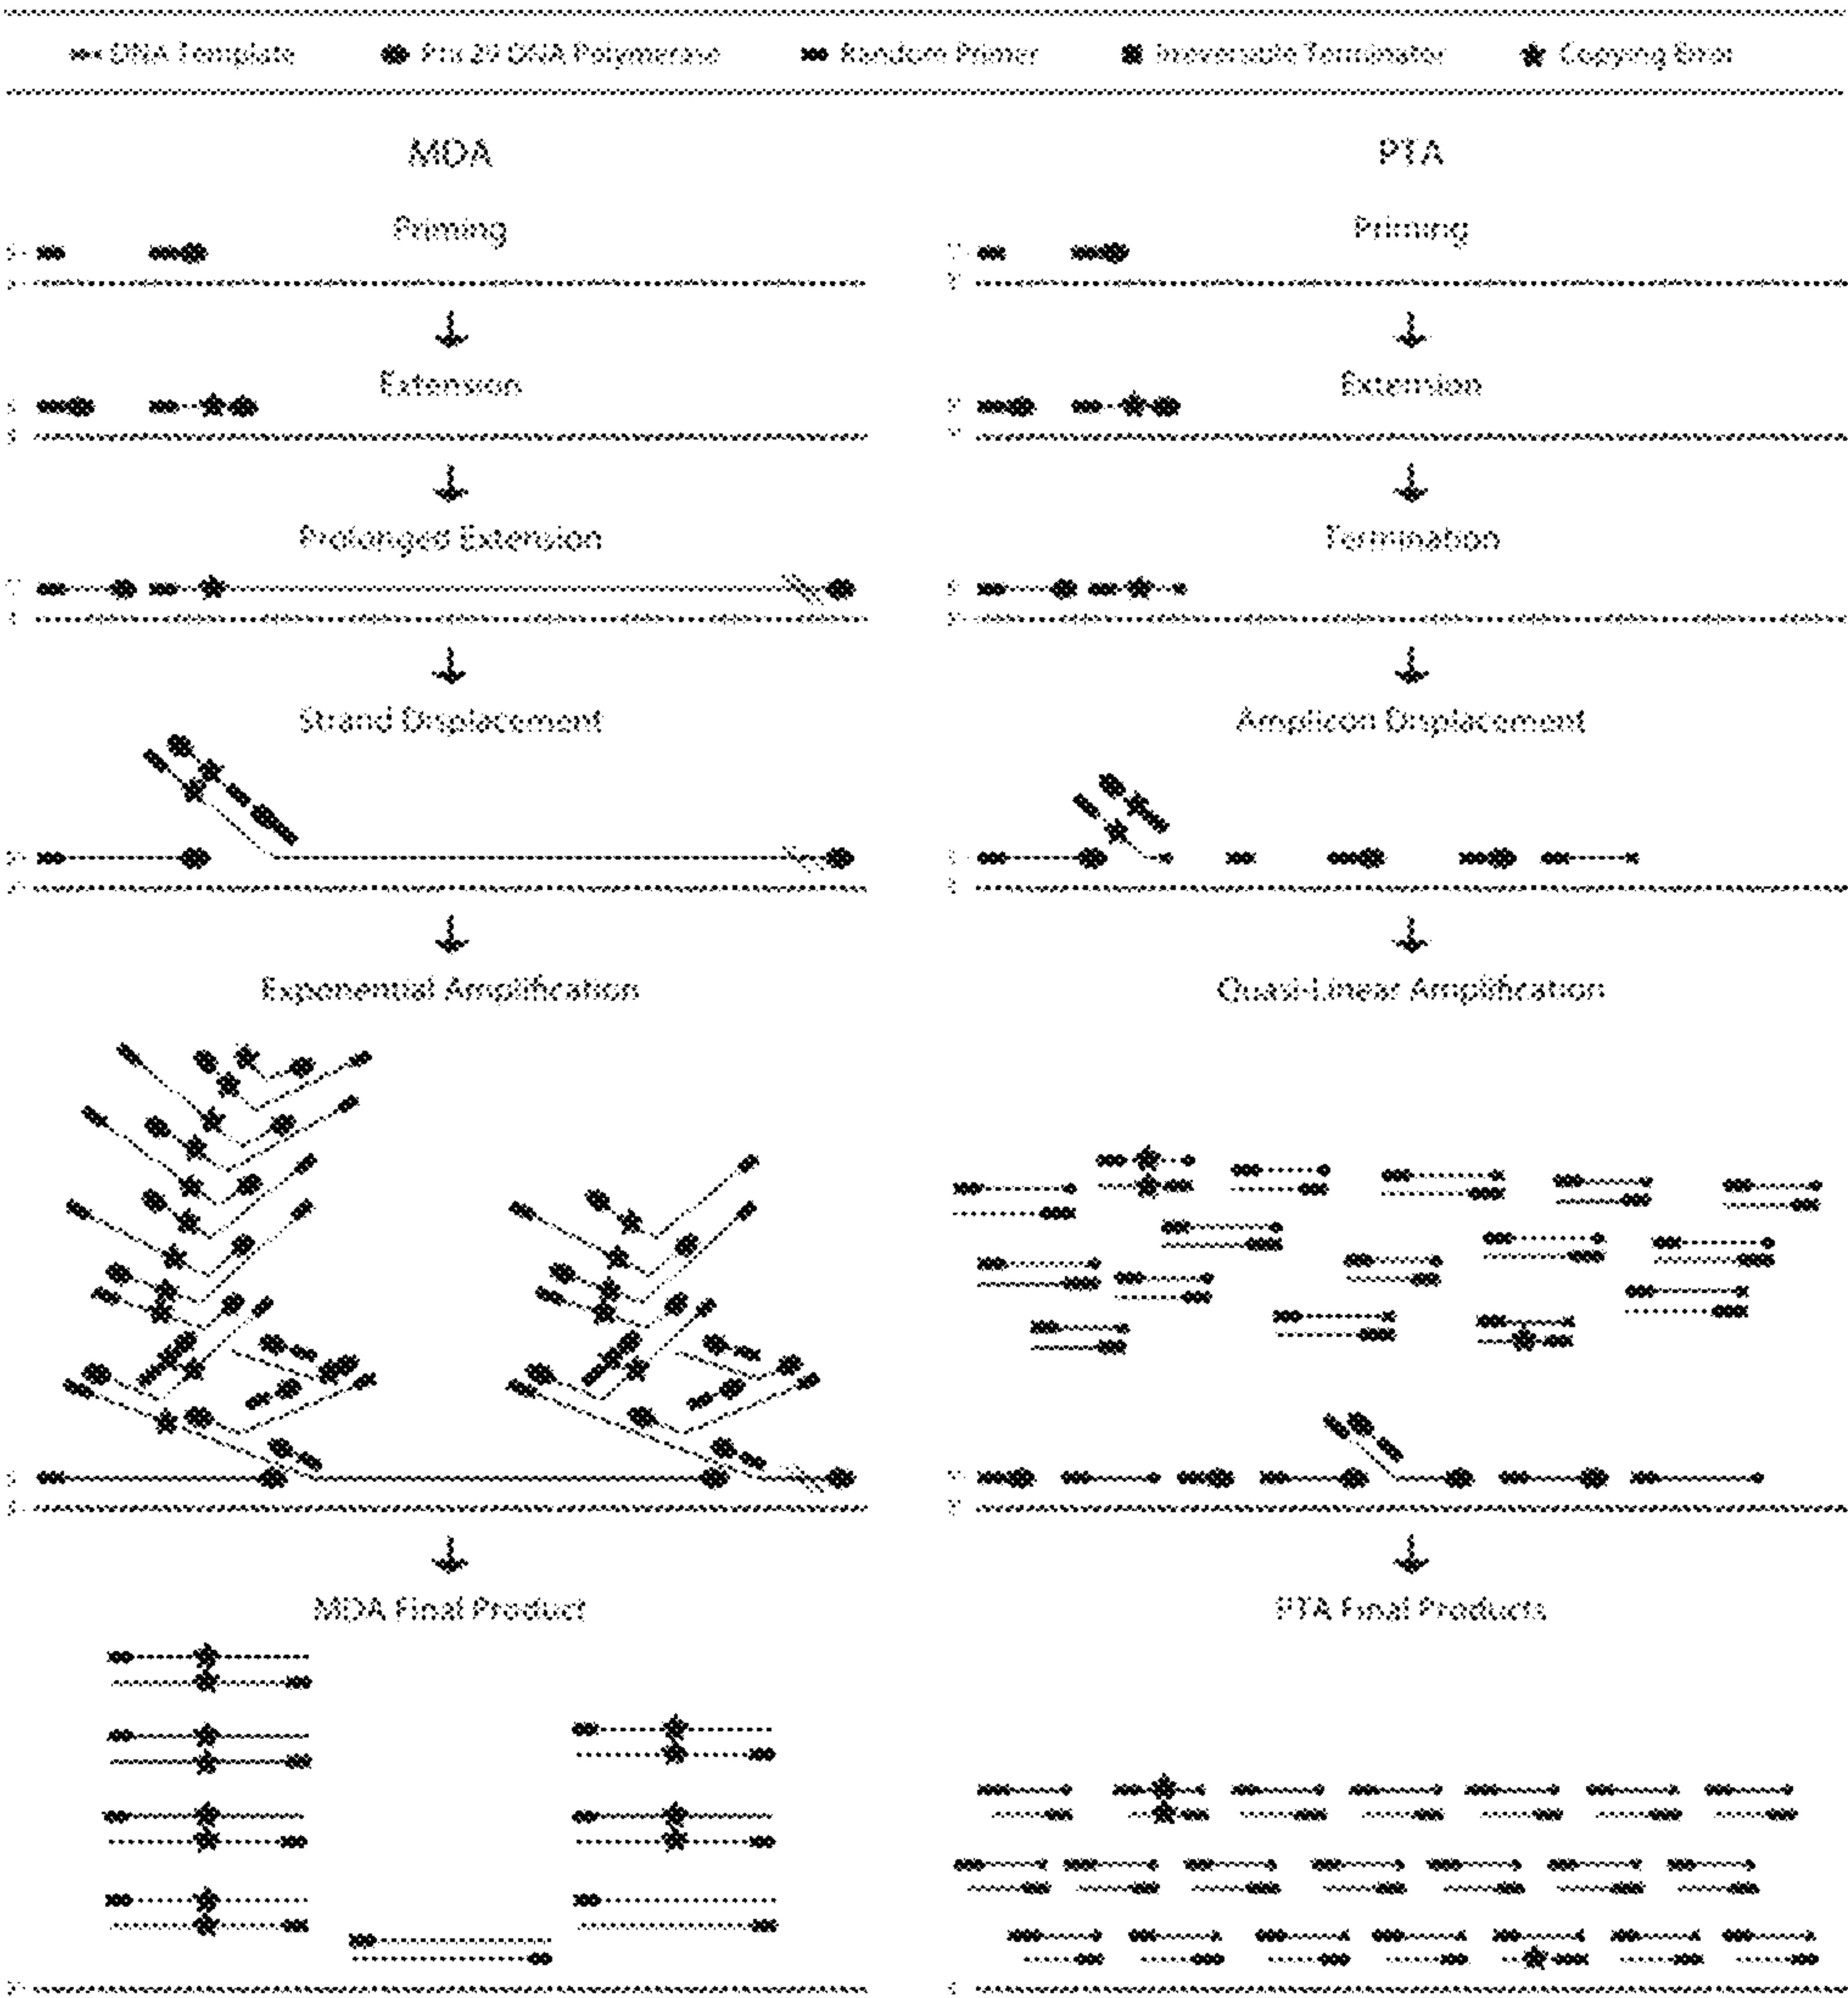 DNA Template Phi 29 DNA Polymerase Random Primer Irreversible Terminator Copying Error
MDA
Priming
Extension
Prolonged Extension
Strand Displacement
Exponential Amplification
MDA Final Product
PTA
Priming
Extension
Termination
Amplicon Displacement
Quasi-Linear Amplification
PTA Final Products